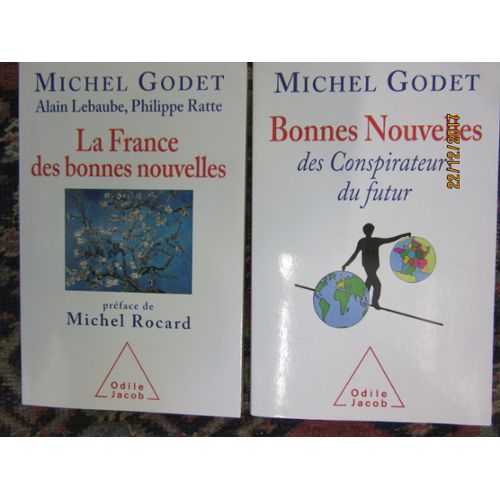 MICHEL GODET
Alain Lebaube, Philippe Ratte
La France
des bonnes nouvelles
préface de
Michel Rocard
Odile
Jacob
MICHEL GODET
Bonnes Nouvelles
des Conspirateurs
du futur
Odile
Jacob
22/12/2017